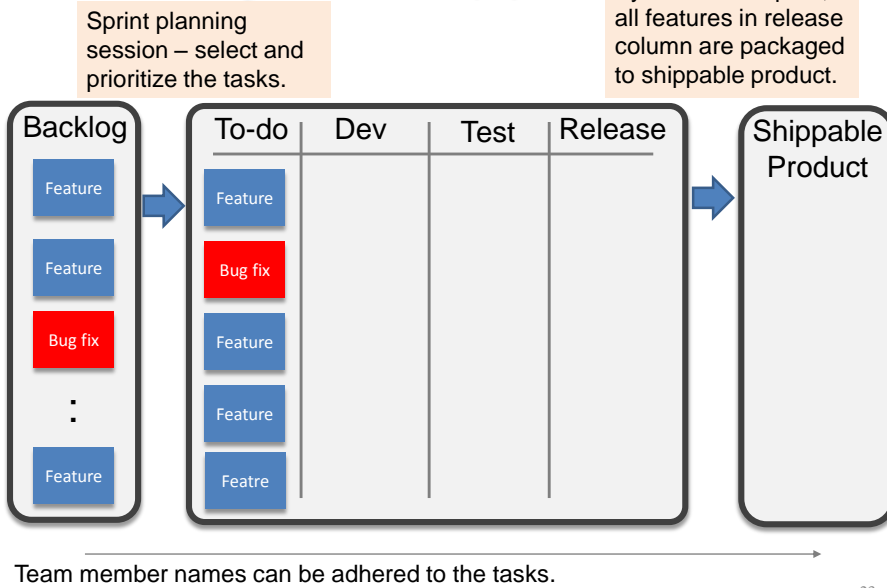 Sprint planning
session – select and
prioritize the tasks.
all features in release
column are packaged
to shippable product.
Backlog
Feature
Feature
Bug fix
:
Feature
To-do
Dev
Test
Release
Feature
Bug fix
Feature
Feature
Featre
Shippable
Product
Team member names can be adhered to the tasks.